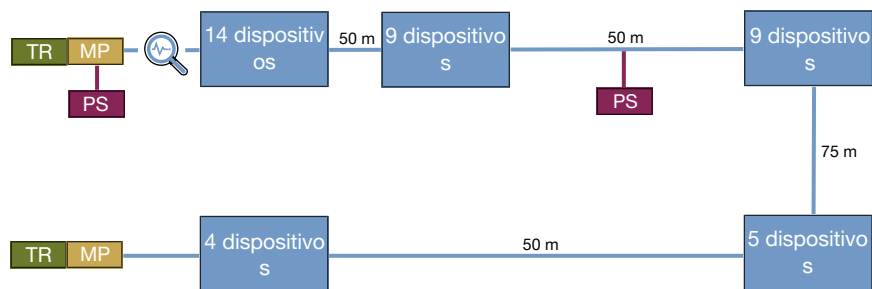 TR MP
14 dispositiv
os
50 m
9 dispositivo
s
50 m
9 dispositivo
s
PS
PS
75 m
TR MP
4 dispositivo
s
50 m
5 dispositivo
s